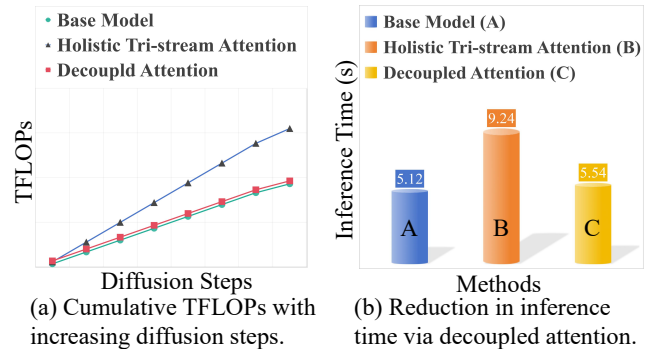 Base Model
Holistic Tri-stream Attention
Decoupld Attention
TFLOPs
Diffusion Steps
(a) Cumulative TFLOPs with
increasing diffusion steps.
Base Model (A)
Holistic Tri-stream Attention (B)
Decoupled Attention (C)
Inference Time (s)
5.12
9.24
5.54
A
B
C
Methods
(b) Reduction in inference
time via decoupled attention.